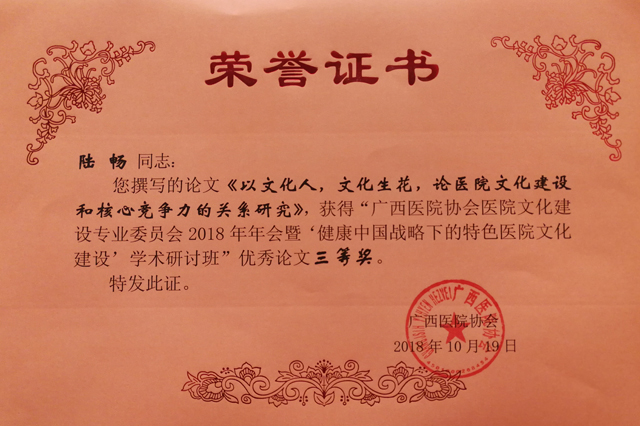 荣誉证书
陆 畅 同志：
您撰写的论文《以文化人，文化生花，论医院文化建设
和核心竞争力的关系研究》，获得“广西医院协会医院文化建
设专业委员会2018年年会暨‘健康中国战略下的特色医院文化
建设’学术研讨班”优秀论文三等奖。
特发此证。
广西医院协会
广西医院协会
2018年10月19日